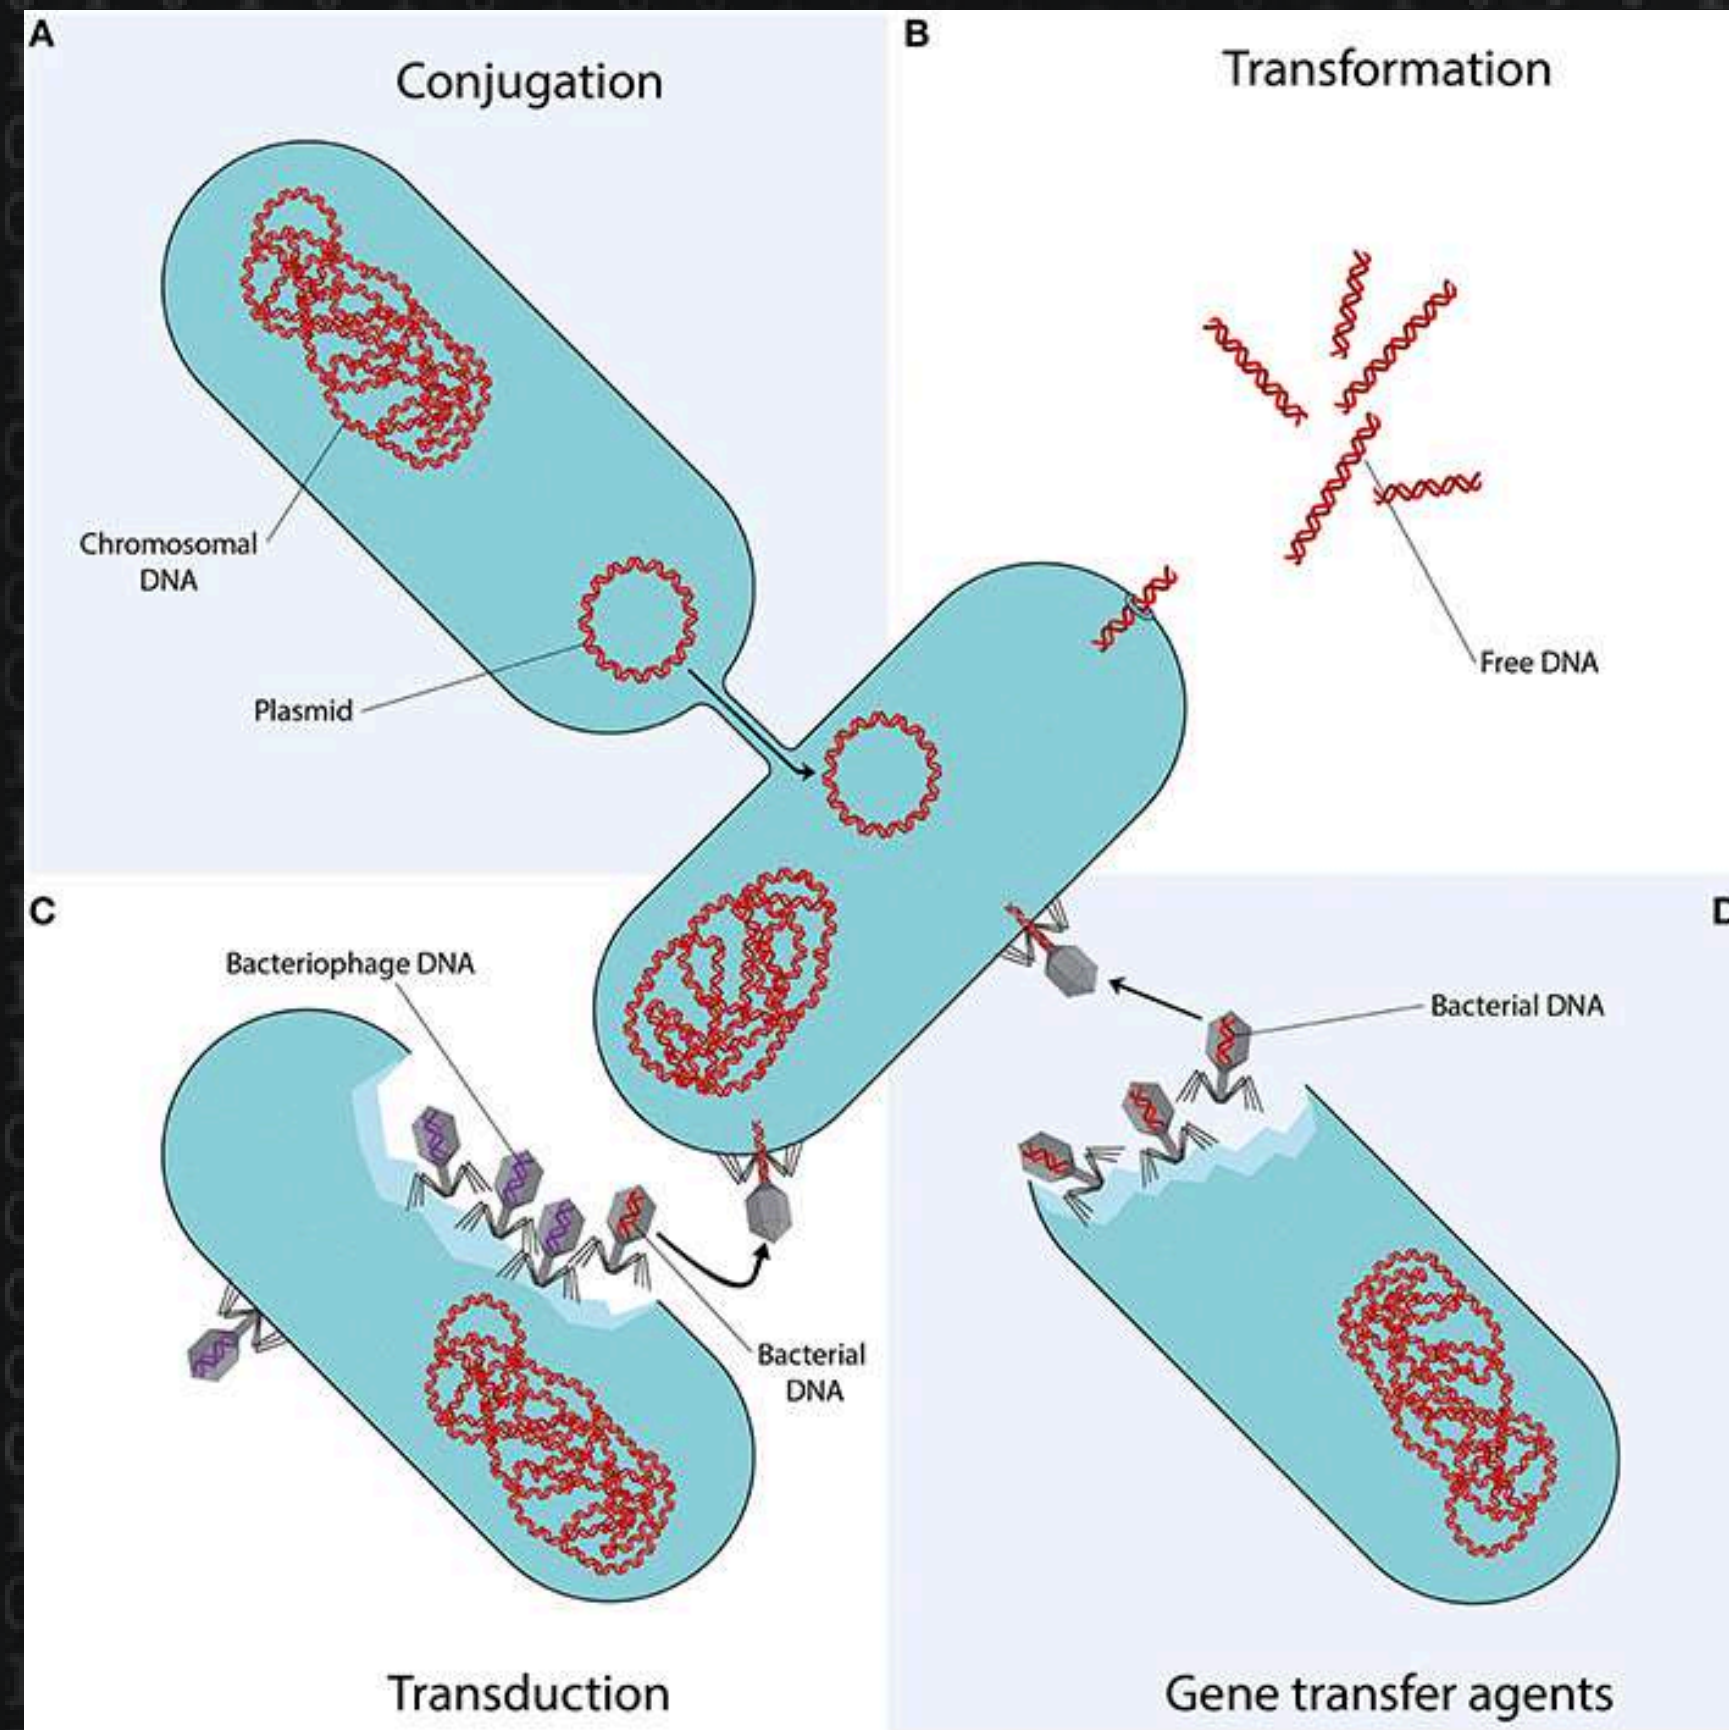 A
Conjugation
Chromosomal
DNA
Plasmid
B
Transformation
Free DNA
C
Bacteriophage DNA
Bacterial
DNA
Transduction
D
Bacterial DNA
Gene transfer agents